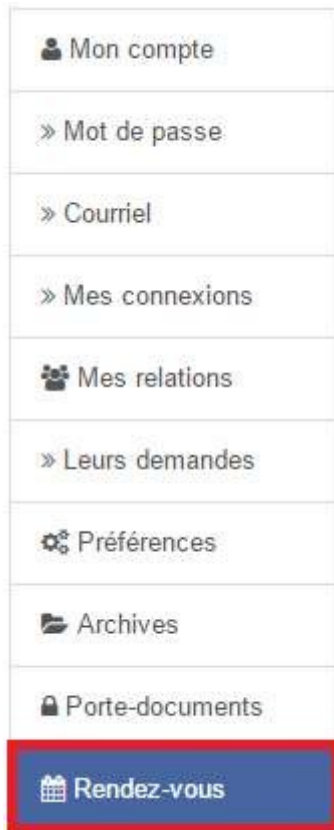 Mon compte
» Mot de passe
» Courriel
» Mes connexions
Mes relations
» Leurs demandes
Préférences
Archives
Porte-documents
Rendez-vous